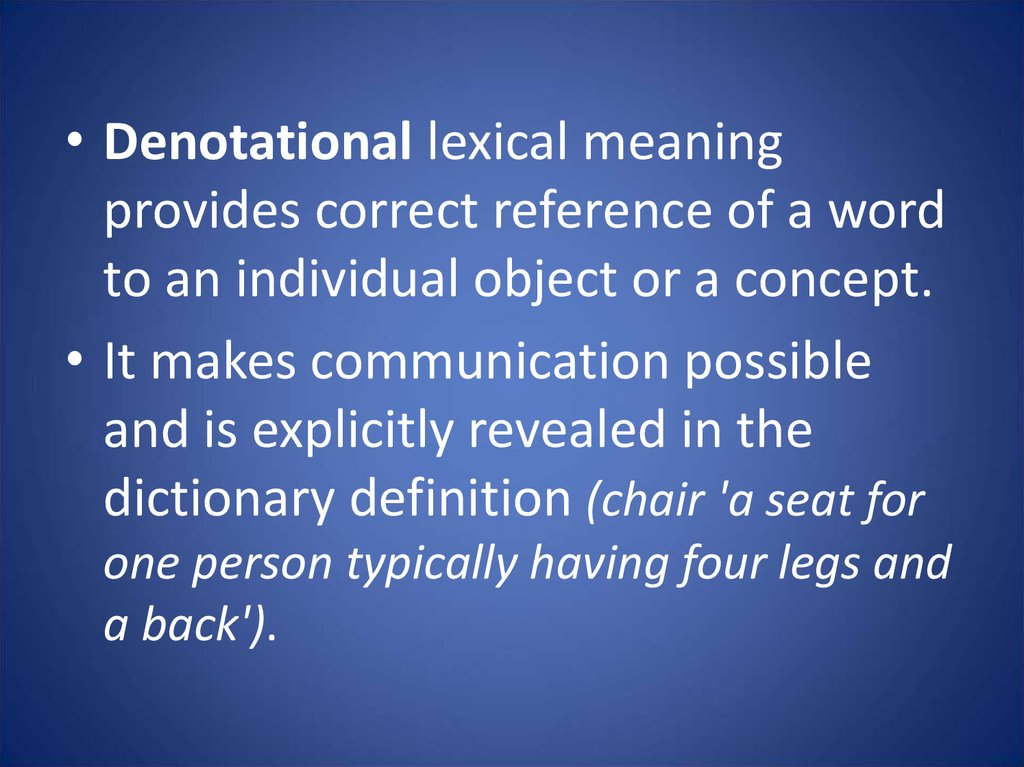 • Denotational lexical meaning
provides correct reference of a word
to an individual object or a concept.
• It makes communication possible
and is explicitly revealed in the
dictionary definition (chair 'a seat for
one person typically having four legs and
a back').